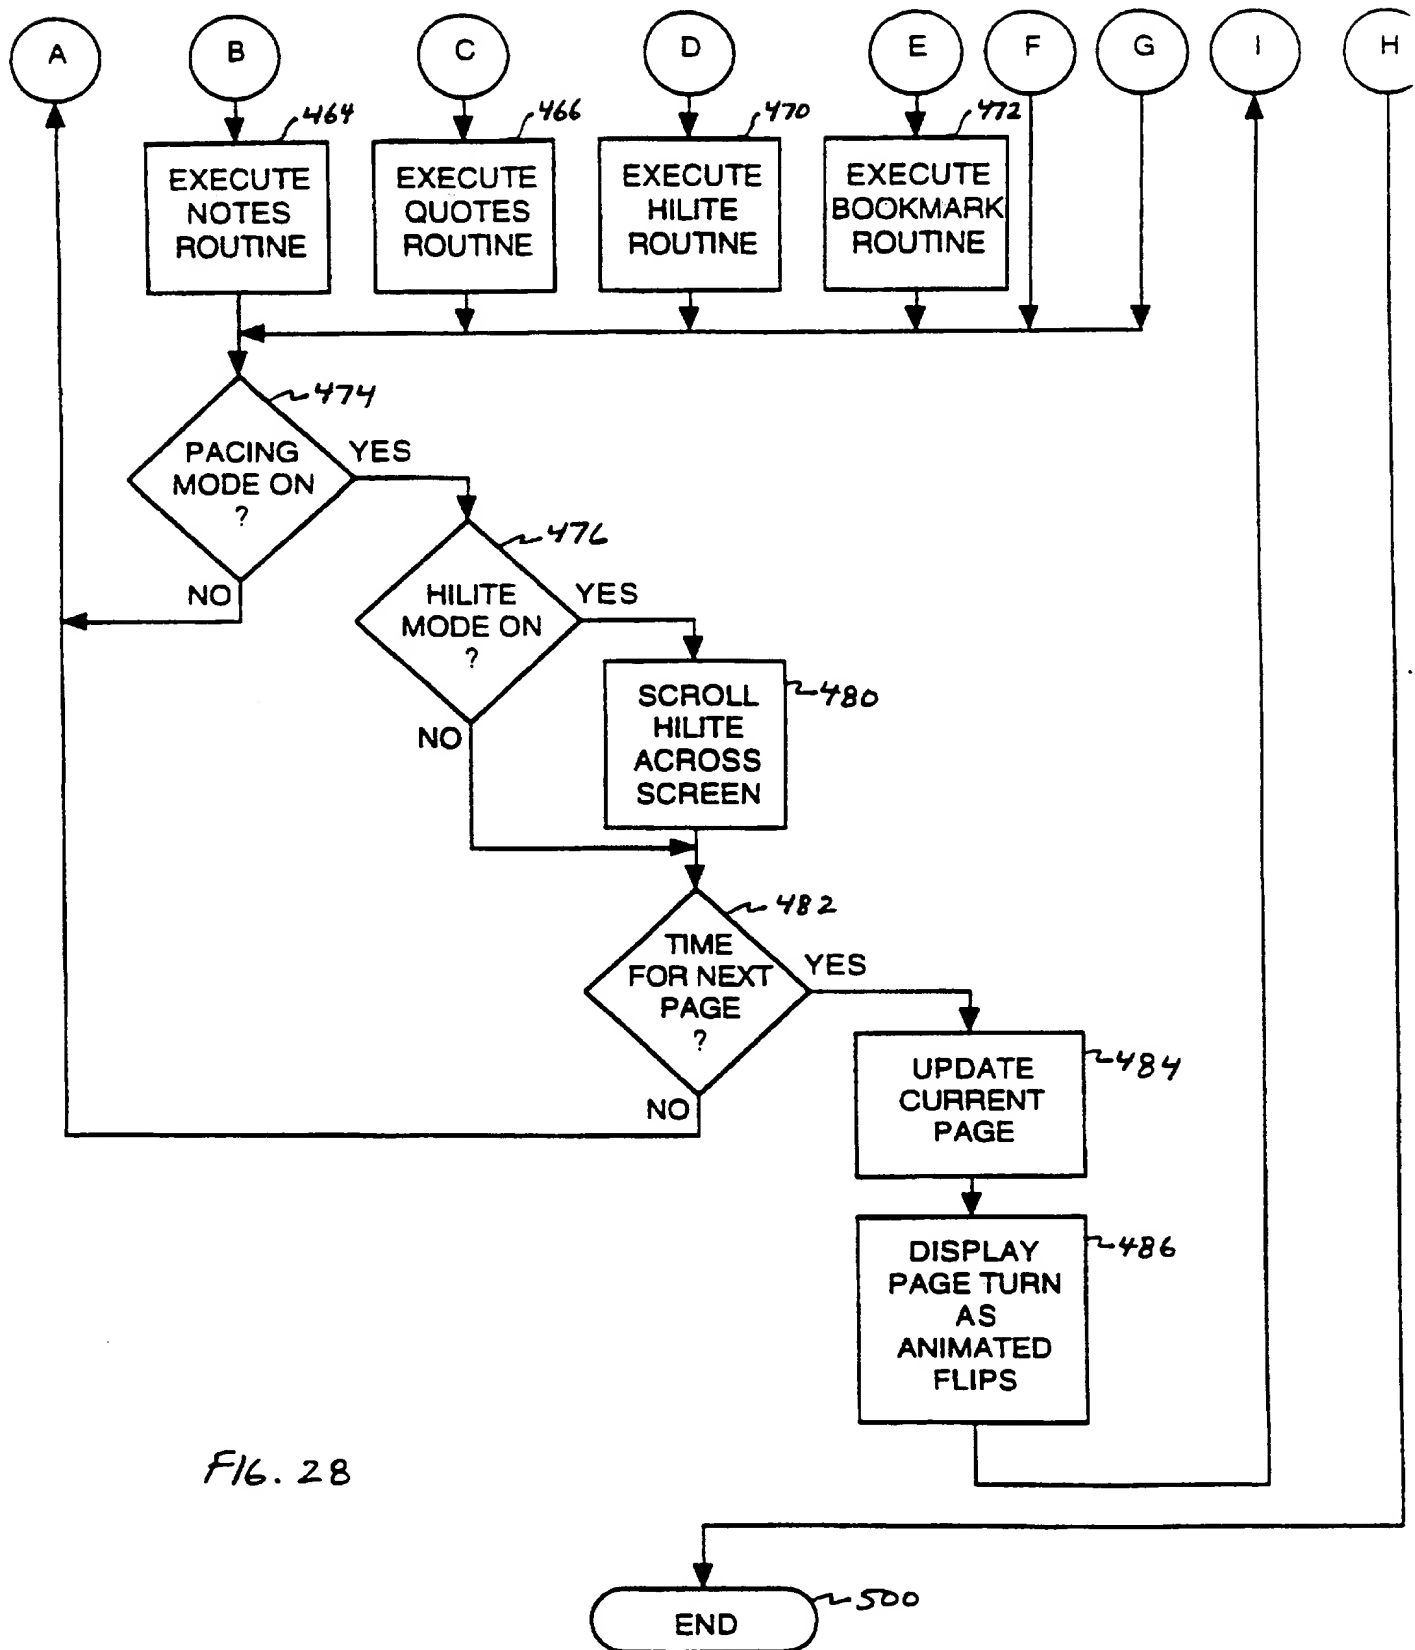 A
B
C
D
E
F
G
I
H
464
466
470
472
EXECUTE
NOTES
ROUTINE
EXECUTE
QUOTES
ROUTINE
EXECUTE
HILITE
ROUTINE
EXECUTE
BOOKMARK
ROUTINE
474
PACING
MODE ON
?
YES
NO
476
HILITE
MODE ON
?
YES
NO
480
SCROLL
HILITE
ACROSS
SCREEN
482
TIME
FOR NEXT
PAGE
?
YES
NO
484
UPDATE
CURRENT
PAGE
486
DISPLAY
PAGE TURN
AS
ANIMATED
FLIPS
FIG. 28
500
END